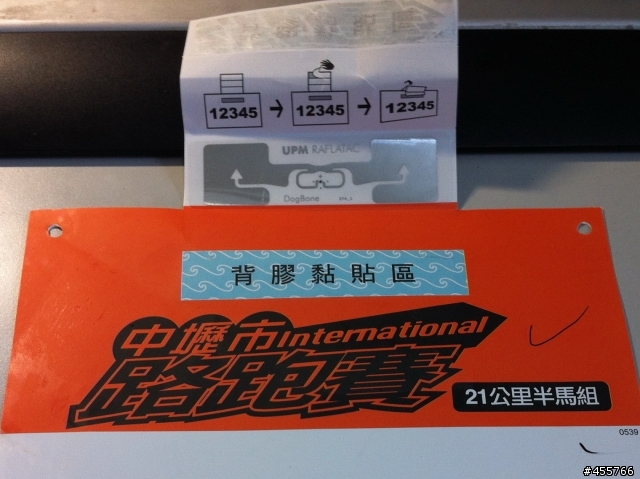 12345 → 12345 → 12345
UPM RAFLATAC
DogBone
背膠黏貼區
中壢市International
路跑賽
21公里半馬組
0539
#455766